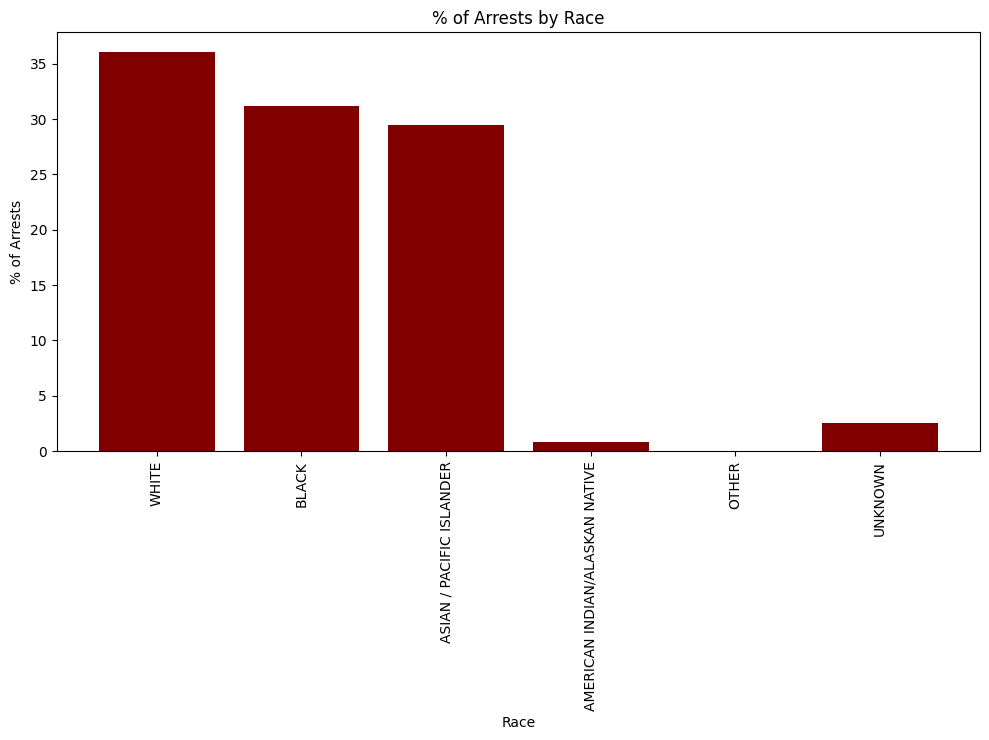 % of Arrests by Race
% of Arrests
35
30
25
20
15
10
5
0
WHITE
BLACK
ASIAN / PACIFIC ISLANDER
AMERICAN INDIAN/ALASKAN NATIVE
OTHER
UNKNOWN
Race